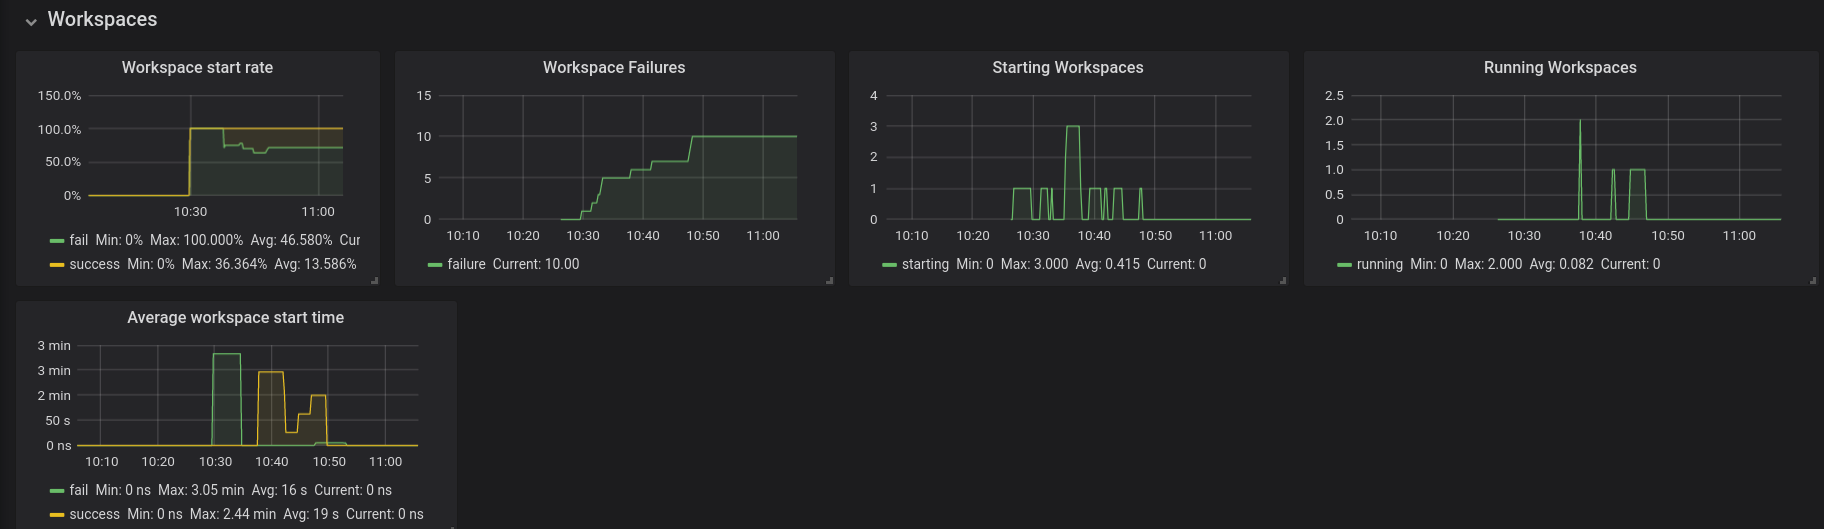 Workspaces
Workspace start rate
150.0%
100.0%
50.0%
0%
10:30 11:00
fail Min: 0% Max: 100.000% Avg: 46.580% Cur
success Min: 0% Max: 36.364% Avg: 13.586%
Workspace Failures
15
10
5
0
10:10 10:20 10:30 10:40 10:50 11:00
failure Current: 10.00
Starting Workspaces
4
3
2
1
0
10:10 10:20 10:30 10:40 10:50 11:00
starting Min: 0 Max: 3.000 Avg: 0.415 Current: 0
Running Workspaces
2.5
2.0
1.5
1.0
0.5
0
10:10 10:20 10:30 10:40 10:50 11:00
running Min: 0 Max: 2.000 Avg: 0.082 Current: 0
Average workspace start time
3 min
3 min
2 min
50 s
0 ns
10:10 10:20 10:30 10:40 10:50 11:00
fail Min: 0 ns Max: 3.05 min Avg: 16 s Current: 0 ns
success Min: 0 ns Max: 2.44 min Avg: 19 s Current: 0 ns